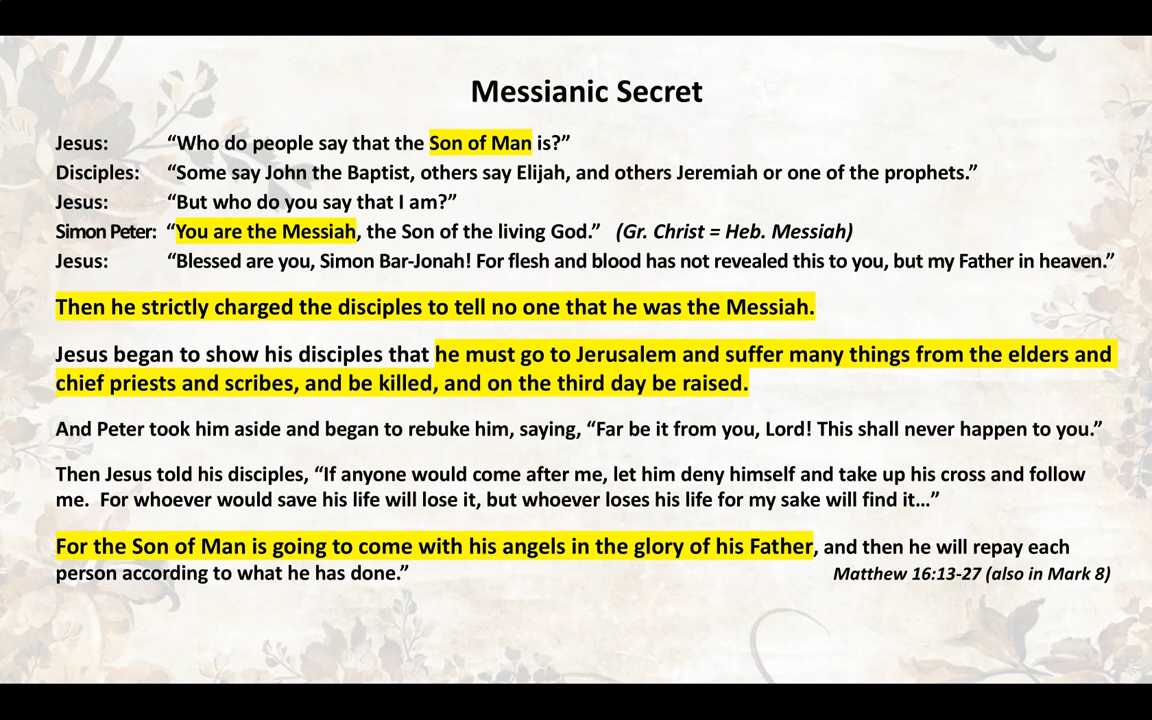 Messianic Secret
Jesus: “Who do people say that the Son of Man is?”
Disciples: “Some say John the Baptist, others say Elijah, and others Jeremiah or one of the prophets.”
Jesus: “But who do you say that I am?”
Simon Peter: “You are the Messiah, the Son of the living God.” (Gr. Christ = Heb. Messiah)
Jesus: “Blessed are you, Simon Bar-Jonah! For flesh and blood has not revealed this to you, but my Father in heaven.”
Then he strictly charged the disciples to tell no one that he was the Messiah.
Jesus began to show his disciples that he must go to Jerusalem and suffer many things from the elders and
chief priests and scribes, and be killed, and on the third day be raised.
And Peter took him aside and began to rebuke him, saying, “Far be it from you, Lord! This shall never happen to you.”
Then Jesus told his disciples, “If anyone would come after me, let him deny himself and take up his cross and follow
me. For whoever would save his life will lose it, but whoever loses his life for my sake will find it…”
For the Son of Man is going to come with his angels in the glory of his Father, and then he will repay each
person according to what he has done.” Matthew 16:13-27 (also in Mark 8)